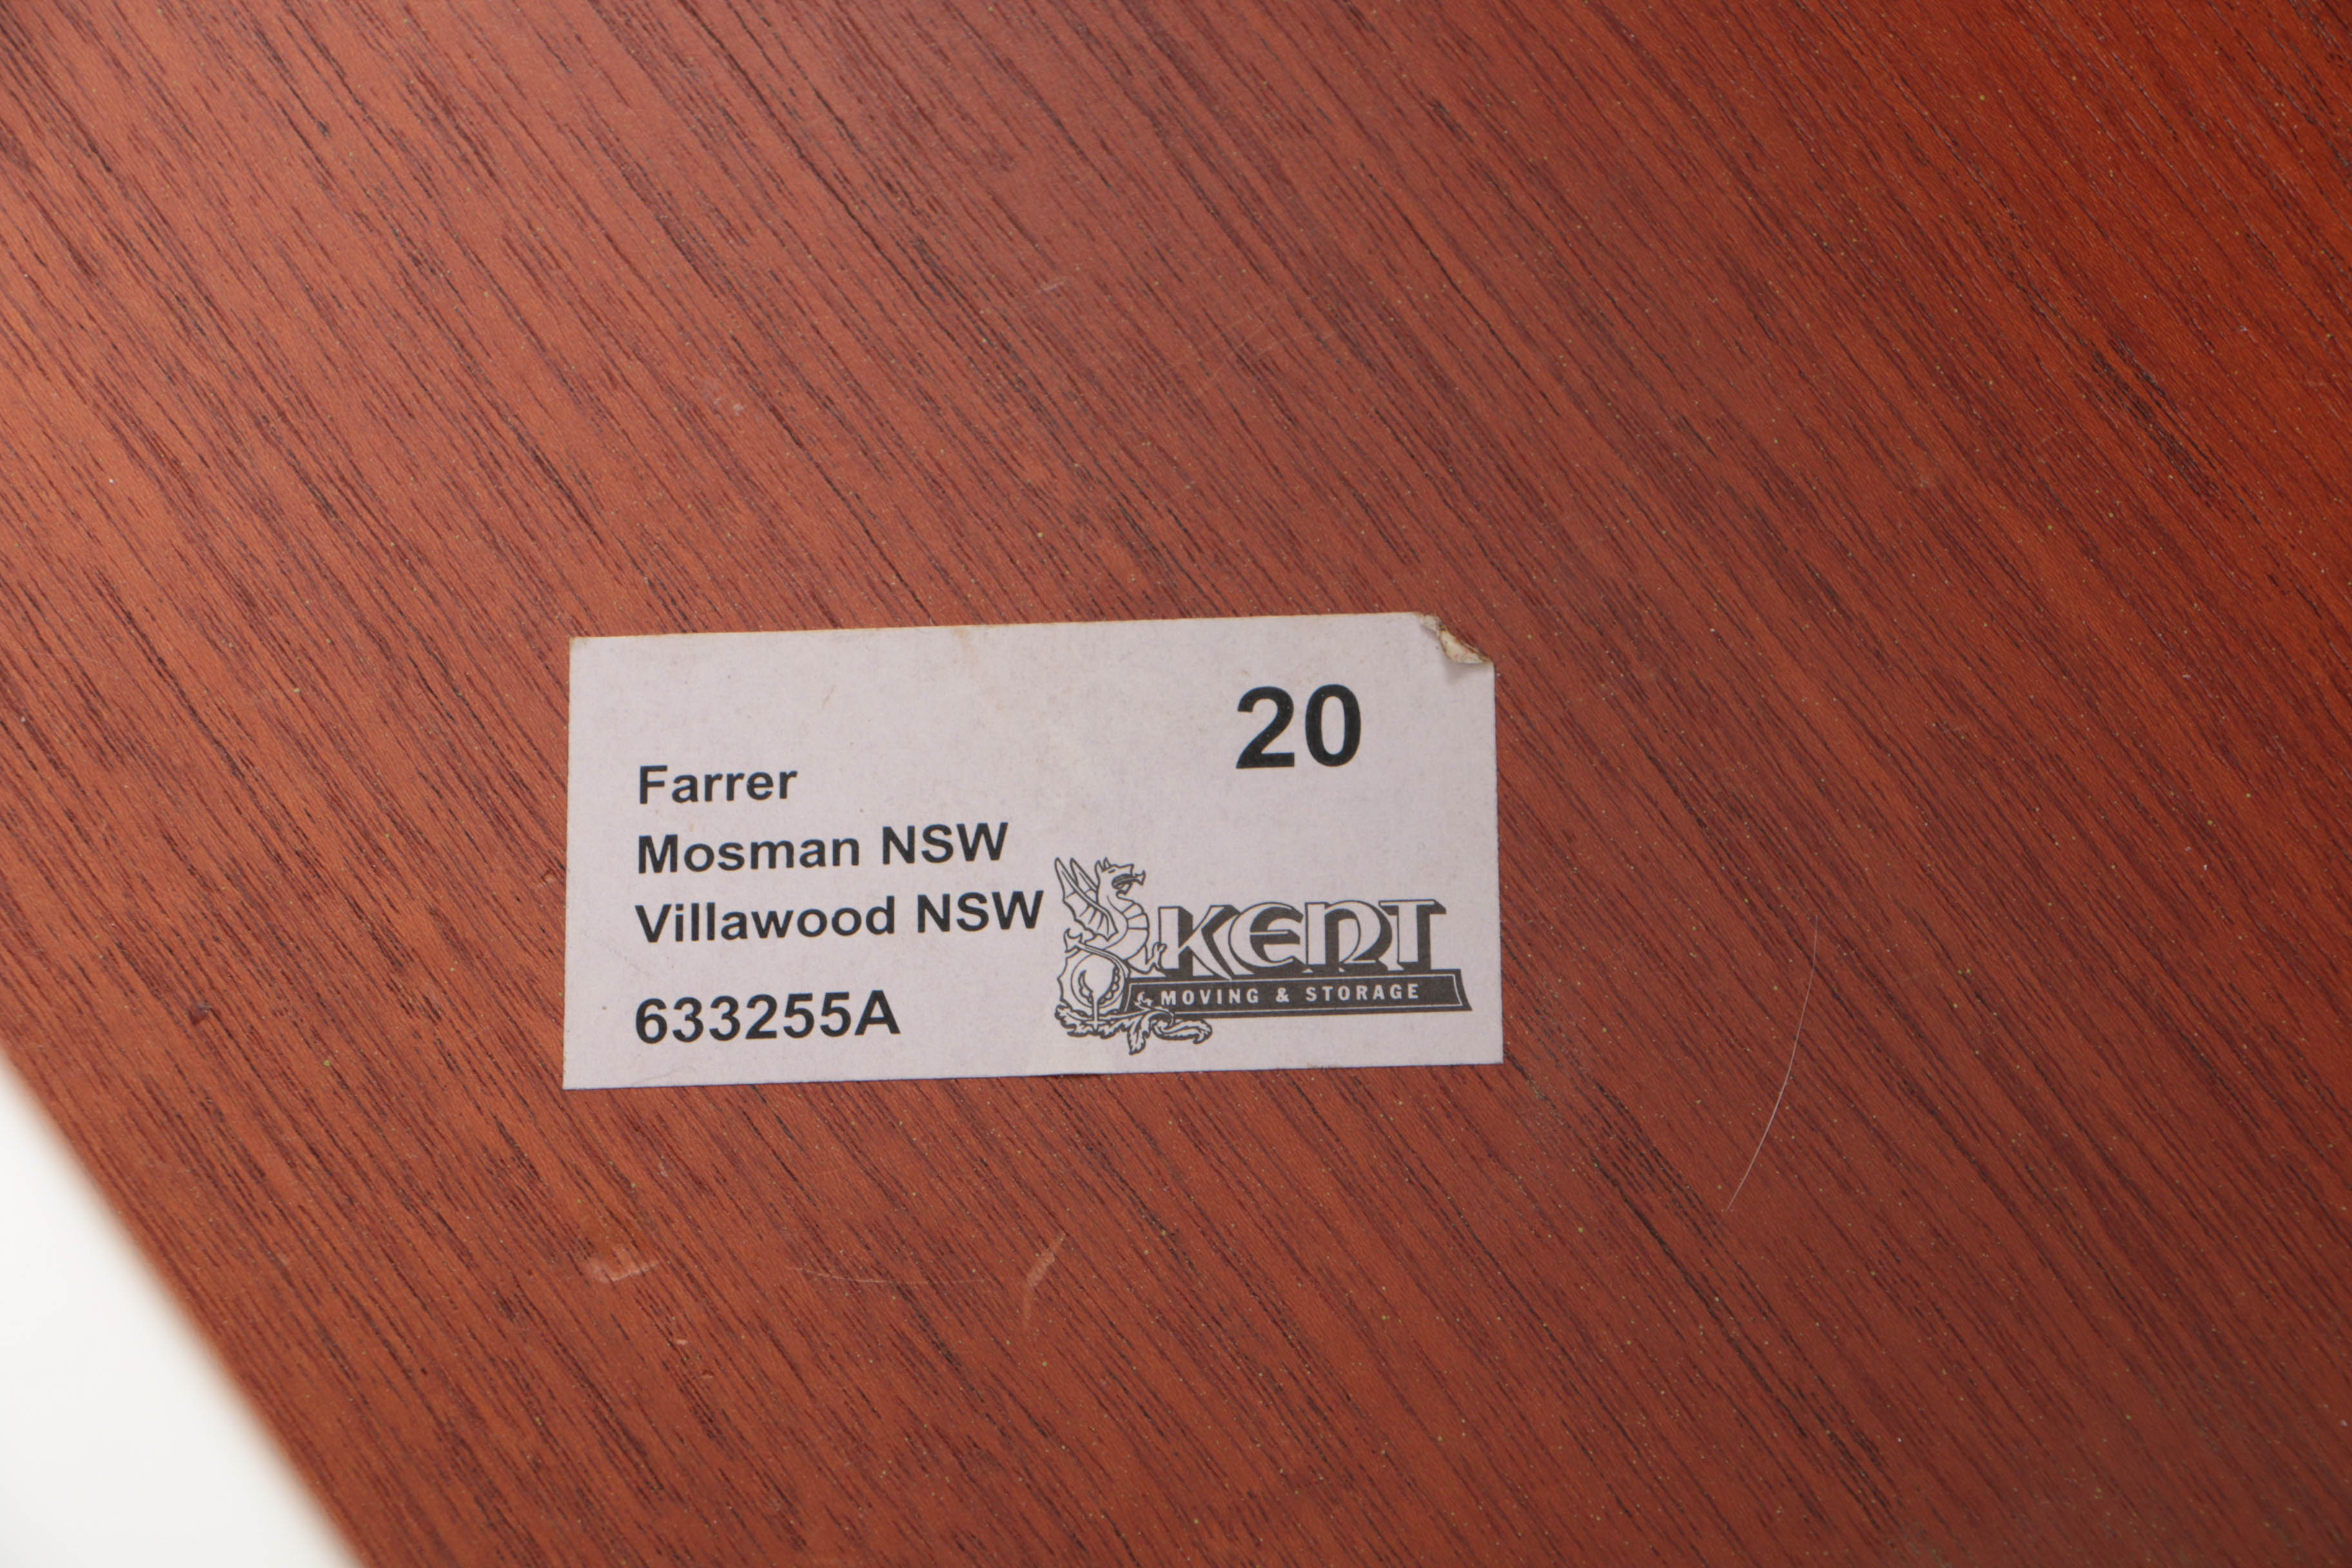 20
Farrer
Mosman NSW
Villawood NSW
KENT
MOVING & STORAGE
633255A